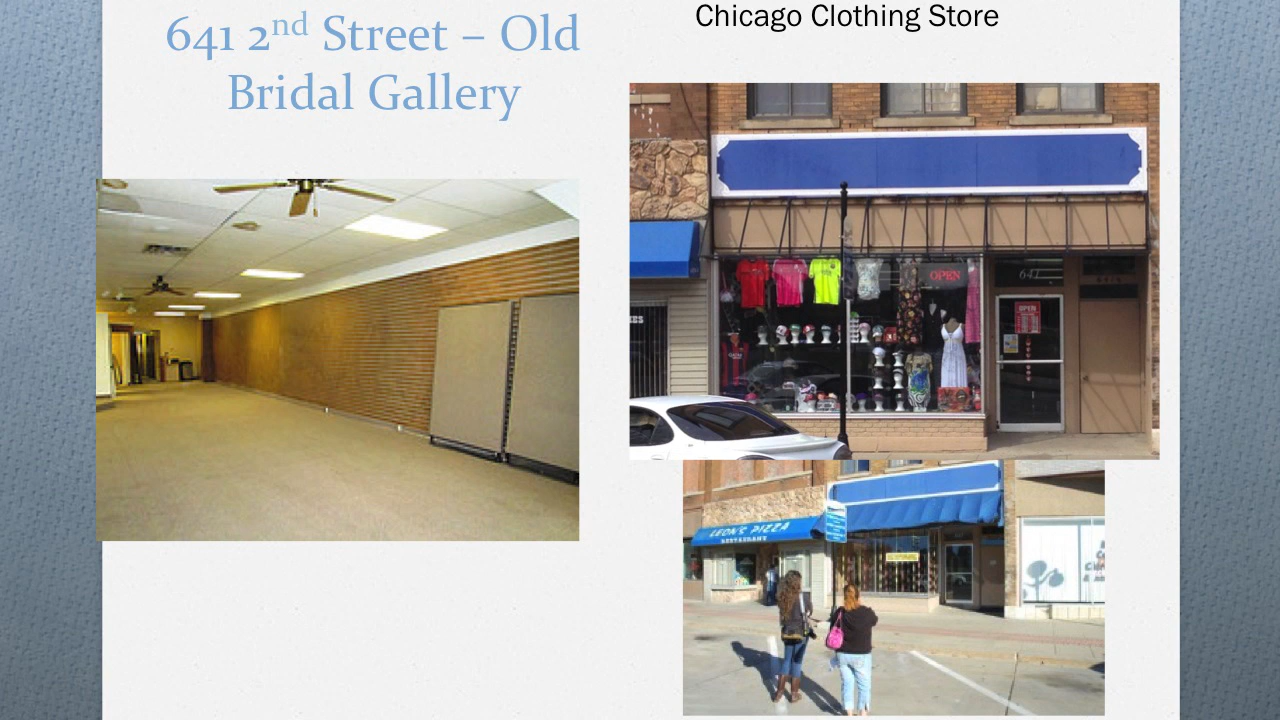 641 2nd Street – Old
Bridal Gallery
Chicago Clothing Store
OPEN
641
OPEN
LEON'S PIZZA
RESTAURANT